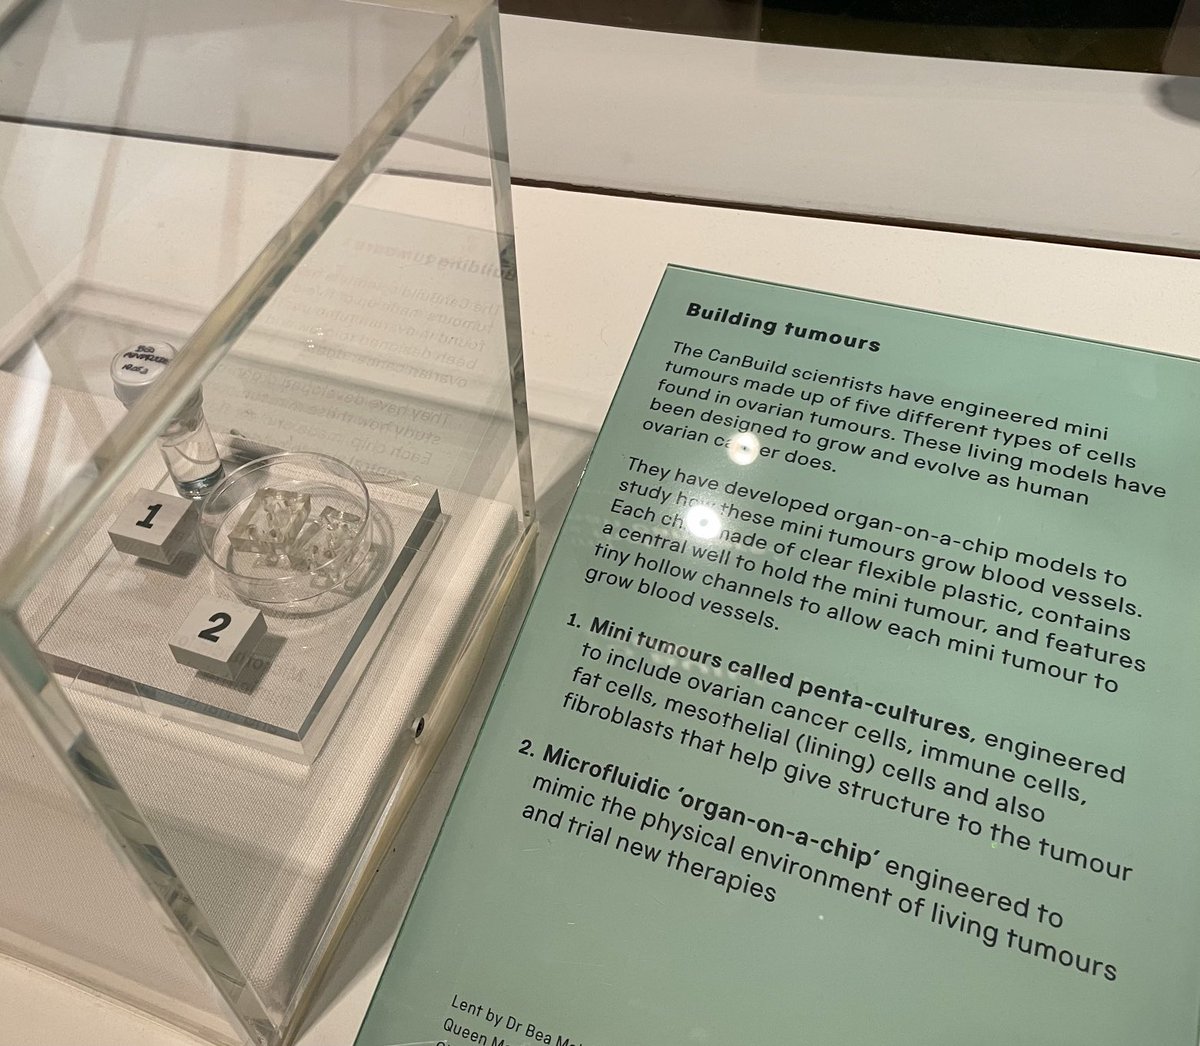 Building tumours
The CanBuild scientists have engineered mini
tumours made up of five different types of cells
found in ovarian tumours. These living models have
been designed to grow and evolve as human
ovarian cancer does.
They have developed organ-on-a-chip models to
study how these mini tumours grow blood vessels.
Each chip, made of clear flexible plastic, contains
a central well to hold the mini tumour, and features
tiny hollow channels to allow each mini tumour to
grow blood vessels.
1. Mini tumours called penta-cultures, engineered
to include ovarian cancer cells, immune cells,
fat cells, mesothelial (lining) cells and also
fibroblasts that help give structure to the tumour
2. Microfluidic ‘organ-on-a-chip’ engineered to
mimic the physical environment of living tumours
and trial new therapies
Lent by Dr Bea
Queen
1
2